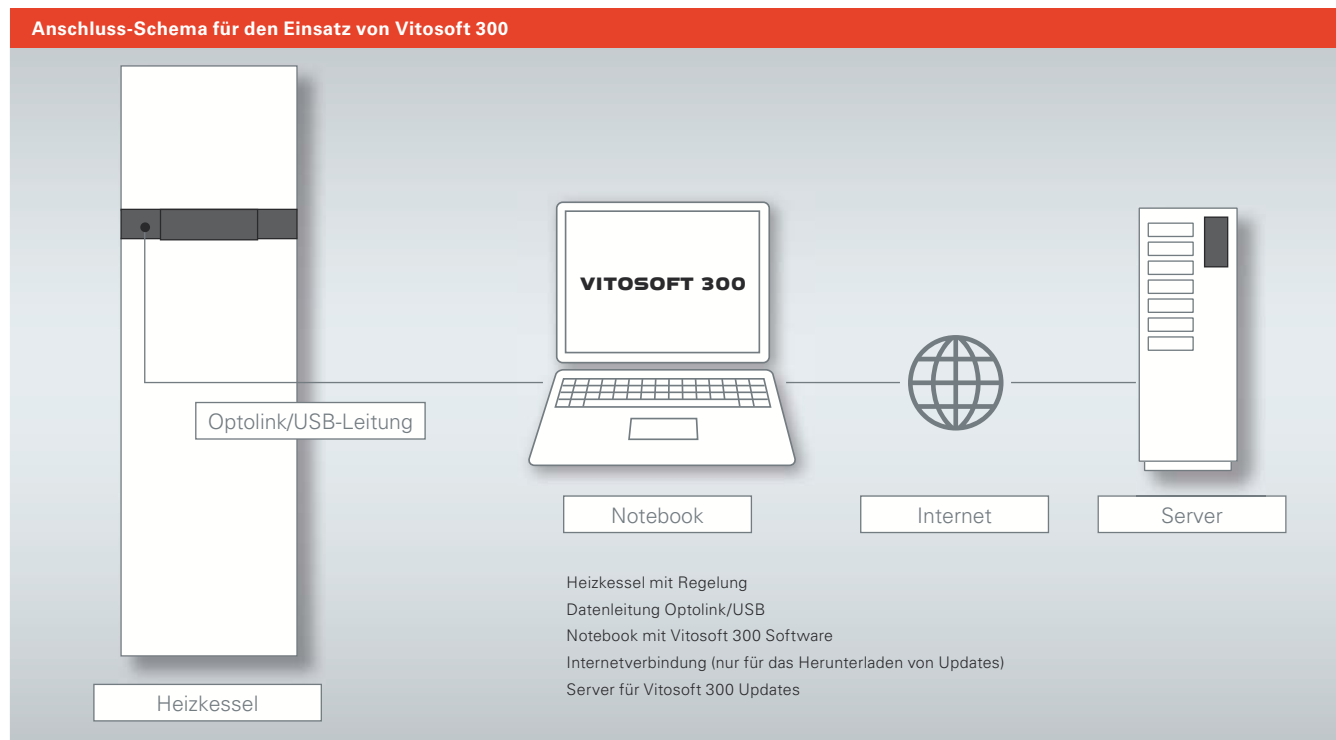 Anschluss-Schema für den Einsatz von Vitosoft 300
VITOSOFT 300
Optolink/USB-Leitung
Notebook
Internet
Server
Heizkessel mit Regelung
Datenleitung Optolink/USB
Notebook mit Vitosoft 300 Software
Internetverbindung (nur für das Herunterladen von Updates)
Server für Vitosoft 300 Updates
Heizkessel